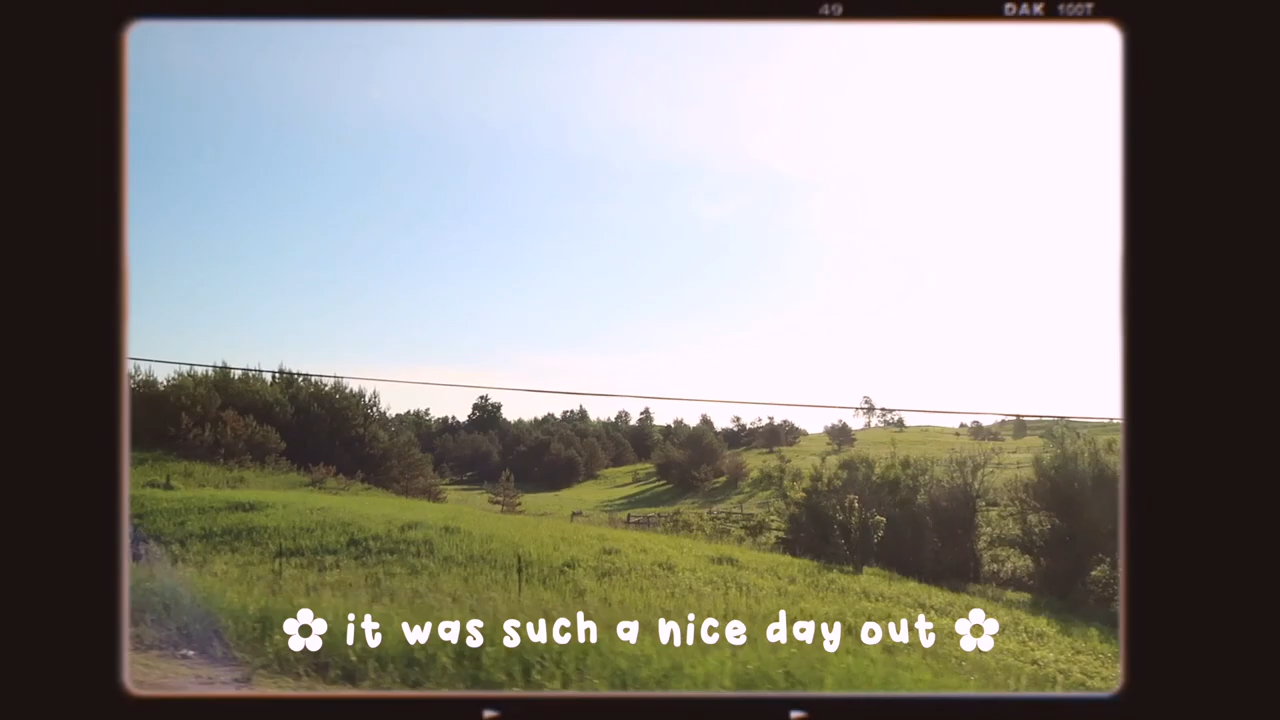 49 DAK 100T
✿ it was such a nice day out ✿